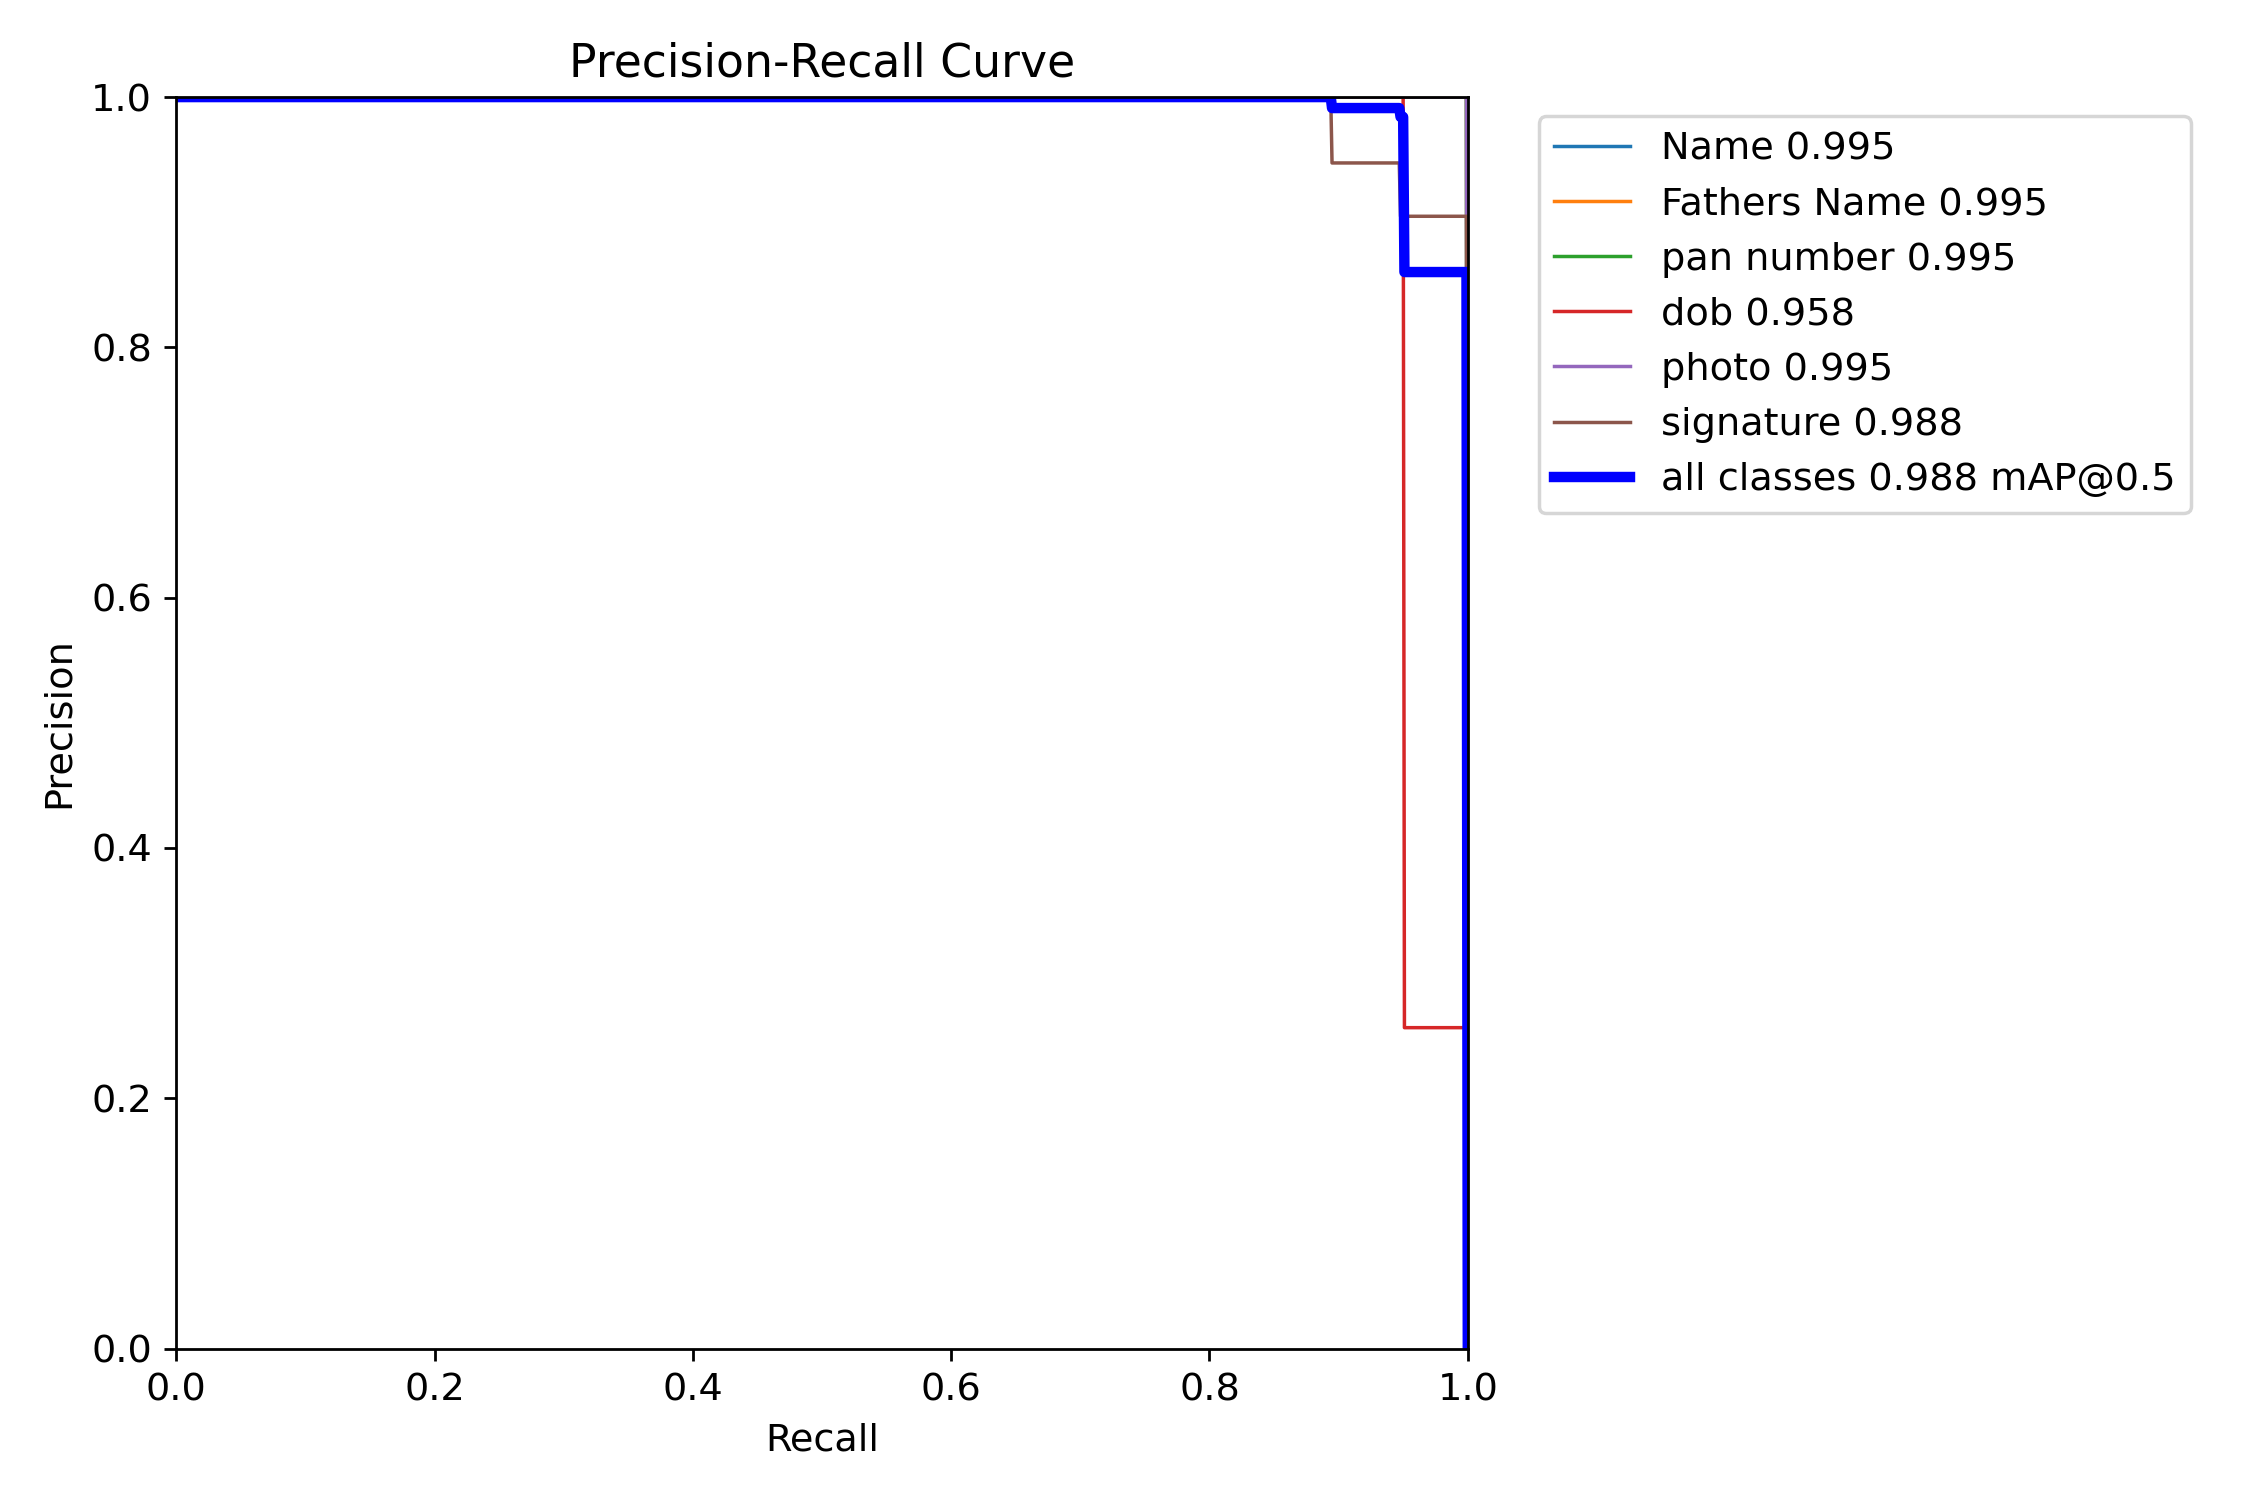 Precision-Recall Curve
1.0
0.8
0.6
0.4
0.2
0.0
Precision
0.0 0.2 0.4 0.6 0.8 1.0
Recall
Name 0.995
Fathers Name 0.995
pan number 0.995
dob 0.958
photo 0.995
signature 0.988
all classes 0.988 mAP@0.5